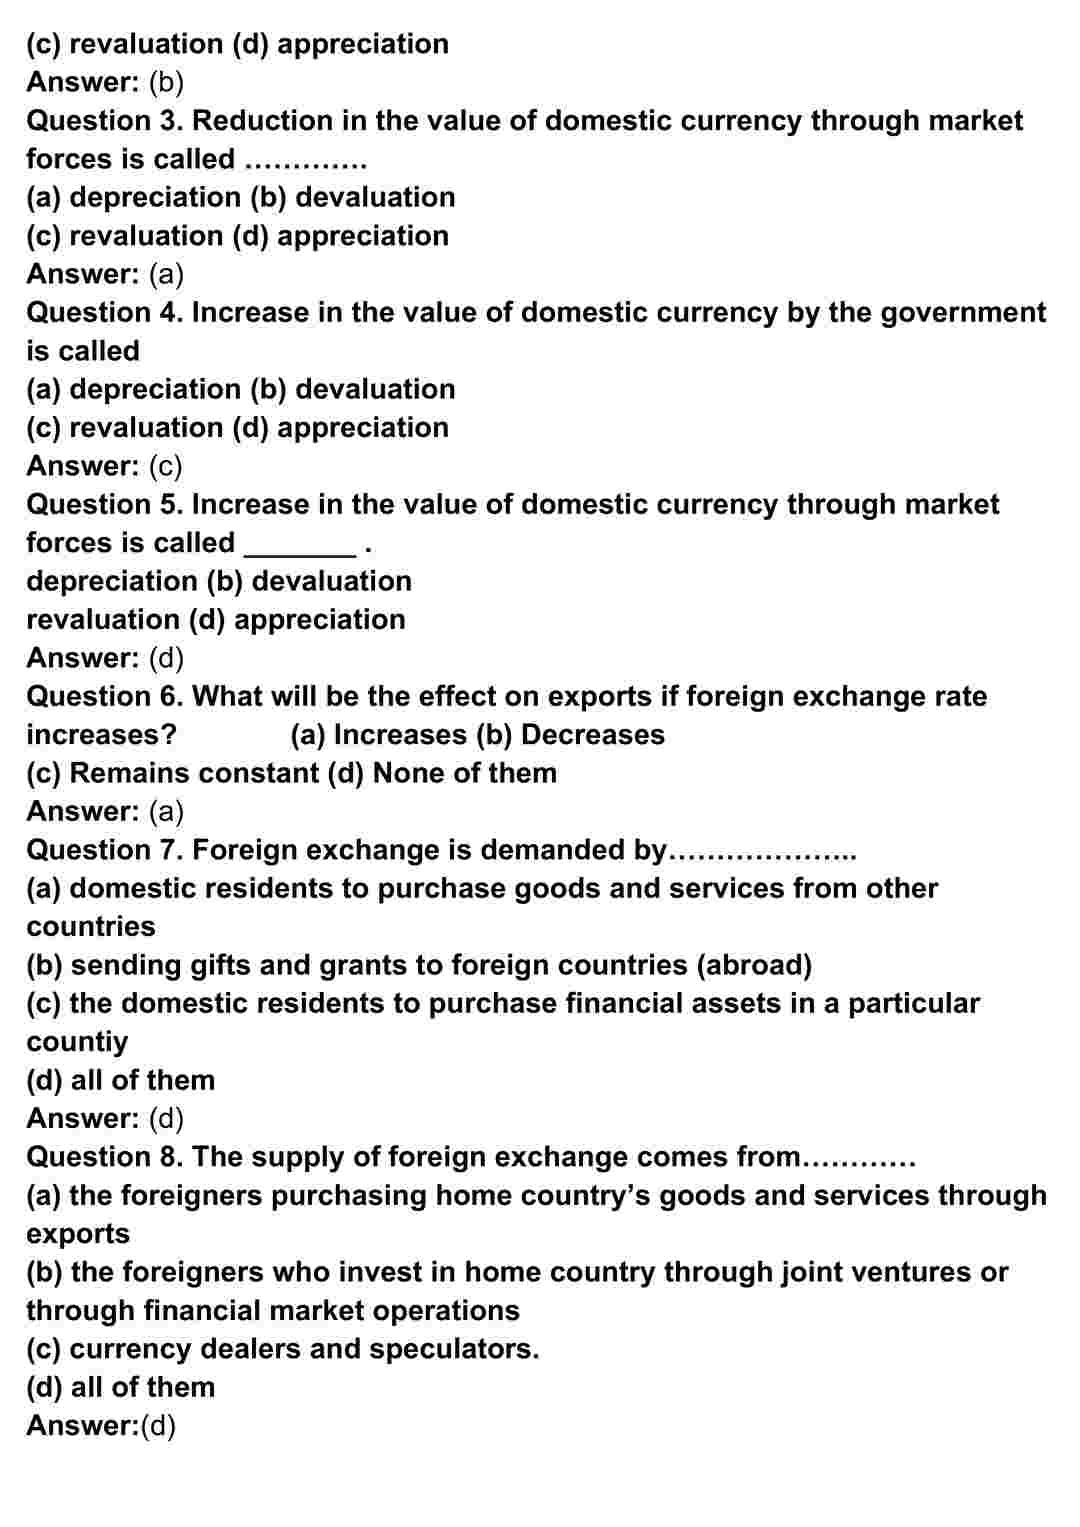 (c) revaluation (d) appreciation
Answer: (b)
Question 3. Reduction in the value of domestic currency through market
forces is called ………….
(a) depreciation (b) devaluation
(c) revaluation (d) appreciation
Answer: (a)
Question 4. Increase in the value of domestic currency by the government
is called
(a) depreciation (b) devaluation
(c) revaluation (d) appreciation
Answer: (c)
Question 5. Increase in the value of domestic currency through market
forces is called _______ .
depreciation (b) devaluation
revaluation (d) appreciation
Answer: (d)
Question 6. What will be the effect on exports if foreign exchange rate
increases? (a) Increases (b) Decreases
(c) Remains constant (d) None of them
Answer: (a)
Question 7. Foreign exchange is demanded by………………..
(a) domestic residents to purchase goods and services from other
countries
(b) sending gifts and grants to foreign countries (abroad)
(c) the domestic residents to purchase financial assets in a particular
countiy
(d) all of them
Answer: (d)
Question 8. The supply of foreign exchange comes from…………
(a) the foreigners purchasing home country’s goods and services through
exports
(b) the foreigners who invest in home country through joint ventures or
through financial market operations
(c) currency dealers and speculators.
(d) all of them
Answer:(d)